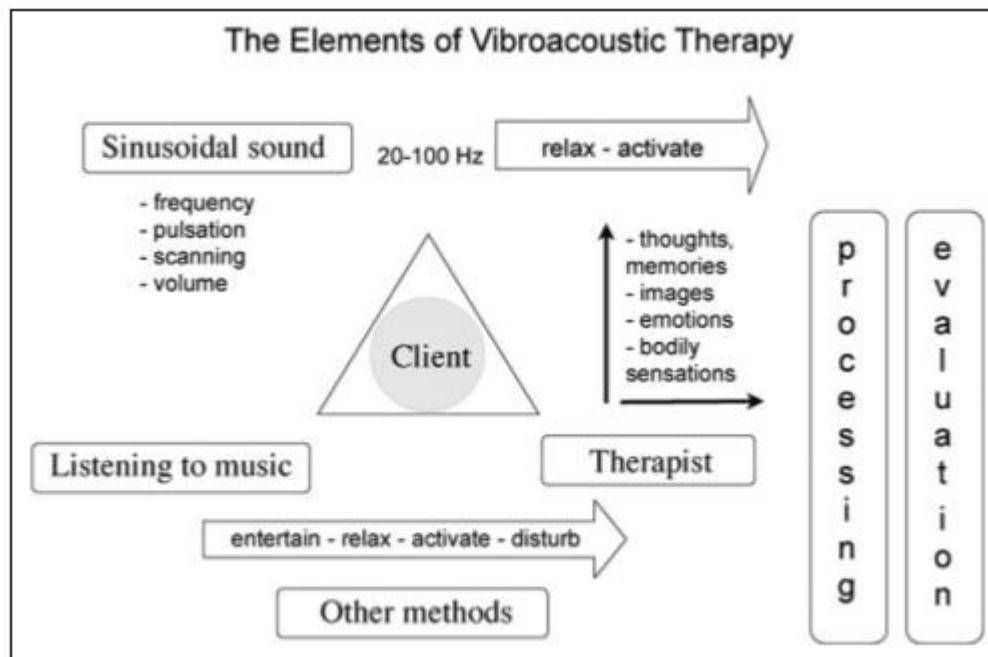 The Elements of Vibroacoustic Therapy
Sinusoidal sound
20-100 Hz
relax - activate
- frequency
- pulsation
- scanning
- volume
- thoughts,
memories
- images
- emotions
- bodily
sensations
Client
Listening to music
Therapist
entertain - relax - activate - disturb
Other methods
processing
evaluation